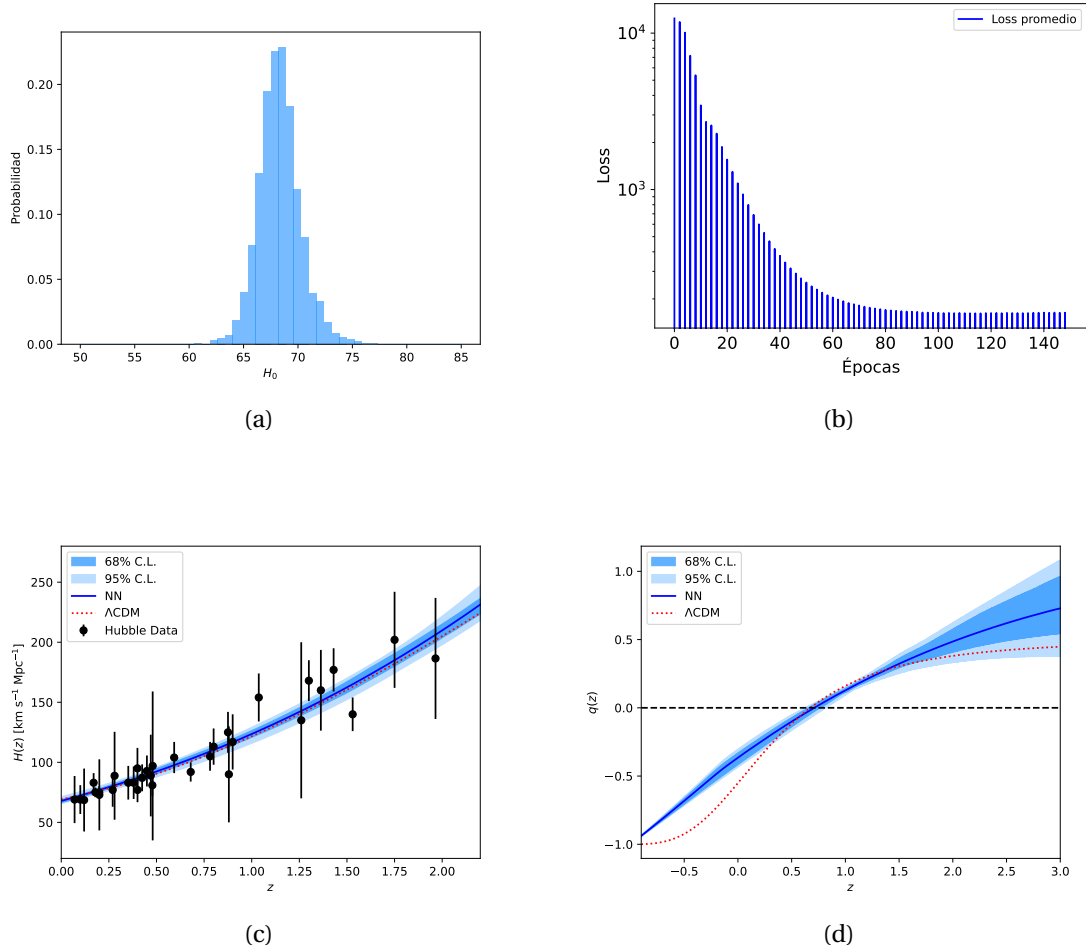 0.20
0.15
0.10
0.05
0.00
Probabilidad
50 55 60 65 70 75 80 85
H₀
(a)
Loss promedio
10⁴
10³
Loss
0 20 40 60 80 100 120 140
Épocas
(b)
68% C.L.
95% C.L.
NN
ΛCDM
Hubble Data
250
200
150
100
50
H(z) [km s⁻¹ Mpc⁻¹]
0.00 0.25 0.50 0.75 1.00 1.25 1.50 1.75 2.00
z
(c)
68% C.L.
95% C.L.
NN
ΛCDM
1.0
0.5
0.0
−0.5
−1.0
q(z)
−0.5 0.0 0.5 1.0 1.5 2.0 2.5 3.0
z
(d)